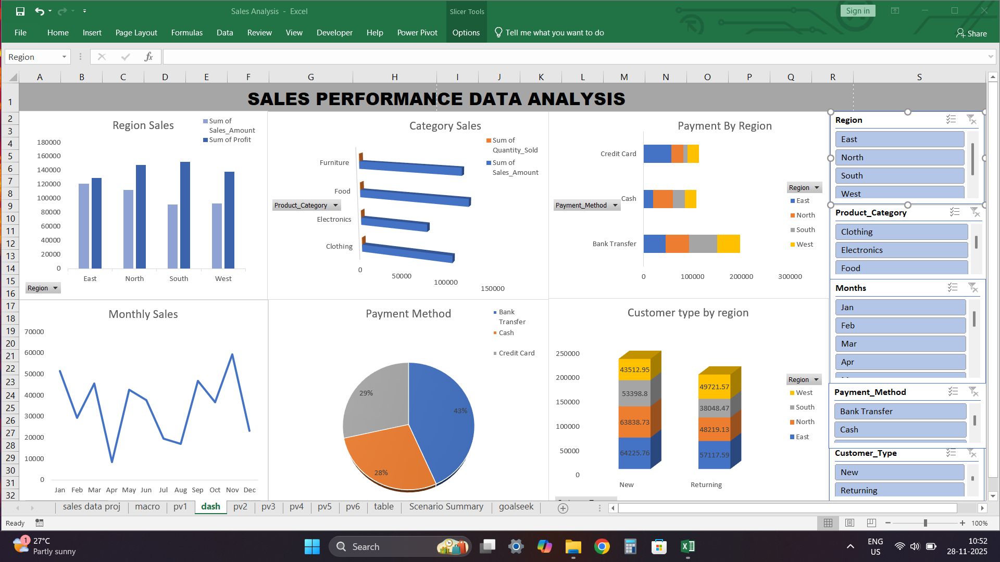 Sales Analysis - Excel
Slicer Tools
Sign in
File Home Insert Page Layout Formulas Data Review View Developer Help Power Pivot Options Tell me what you want to do Share
Region fx
A B C D E F G H I J K L M N O P Q R S
1
2
3
4
5
6
7
8
9
10
11
12
13
14
15
16
17
18
19
20
21
22
23
24
25
26
27
28
29
30
31
32
SALES PERFORMANCE DATA ANALYSIS
Region Sales
Sum of
Sales_Amount
Sum of Profit
180000
160000
140000
120000
100000
80000
60000
40000
20000
0
East North South West
Region
Category Sales
Sum of
Quantity_Sold
Sum of
Sales_Amount
Furniture
Food
Electronics
Clothing
Product_Category
0
50000
100000
150000
Payment By Region
Credit Card
Cash
Bank Transfer
Payment_Method
0 100000 200000 300000
Region
East
North
South
West
Monthly Sales
70000
60000
50000
40000
30000
20000
10000
0
Jan Feb Mar Apr May Jun Jul Aug Sep Oct Nov Dec
Payment Method
Bank
Transfer
Cash
Credit Card
29%
43%
28%
Customer type by region
250000
200000
150000
100000
50000
0
43512.95
53398.8
63838.73
64225.76
49721.57
38048.47
48219.13
57117.59
New Returning
Region
West
South
North
East
Region
East
North
South
West
Product_Category
Clothing
Electronics
Food
Months
Jan
Feb
Mar
Apr
Payment_Method
Bank Transfer
Cash
Customer_Type
New
Returning
sales data proj macro pv1 dash pv2 pv3 pv4 pv5 pv6 table Scenario Summary goalseek
Ready
100%
1
27°C
Partly sunny
Search
ENG
US
10:52
28-11-2025